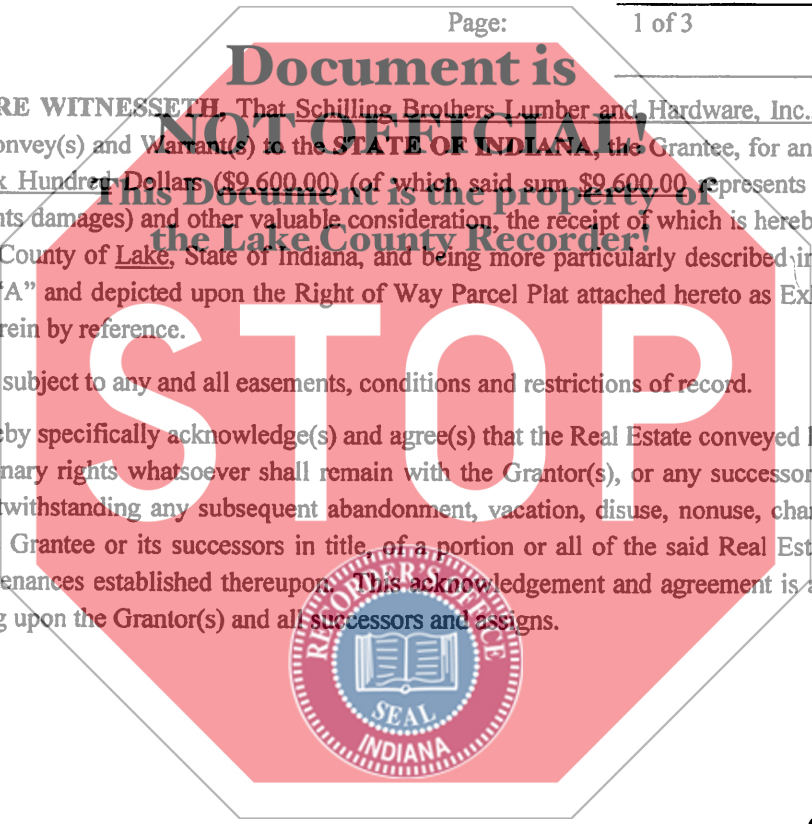 Page: 1 of 3
Document is
RE WITNESSETH, That Schilling Brothers Lumber and Hardware, Inc.
NOT OFFICIAL!
onvey(s) and Warrant(s) to the STATE OF INDIANA, the Grantee, for an
x Hundred Dollars ($9,600.00) (of which said sum $9,600.00 represents
This Document is the property of
nts damages) and other valuable consideration, the receipt of which is hereb
the Lake County Recorder!
County of Lake, State of Indiana, and being more particularly described in
"A" and depicted upon the Right of Way Parcel Plat attached hereto as Ex
rein by reference.
STOP
subject to any and all easements, conditions and restrictions of record.
eby specifically acknowledge(s) and agree(s) that the Real Estate conveyed
nary rights whatsoever shall remain with the Grantor(s), or any successor
twithstanding any subsequent abandonment, vacation, disuse, nonuse, cha
Grantee or its successors in title, of a portion or all of the said Real Est
enances established thereupon. This acknowledgement and agreement is a
g upon the Grantor(s) and all successors and assigns.
RECORDER'S OFFICE
SEAL
INDIANA